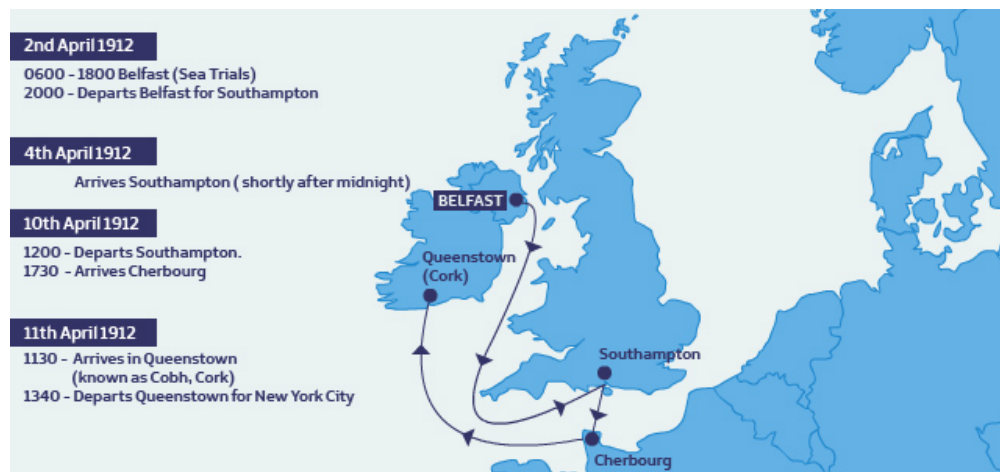 2nd April 1912
0600 - 1800 Belfast (Sea Trials)
2000 - Departs Belfast for Southampton
4th April 1912
Arrives Southampton ( shortly after midnight)
10th April 1912
1200 - Departs Southampton.
1730 - Arrives Cherbourg
11th April 1912
1130 - Arrives in Queenstown
(known as Cobh, Cork)
1340 - Departs Queenstown for New York City
BELFAST
Queenstown
(Cork)
Southampton
Cherbourg